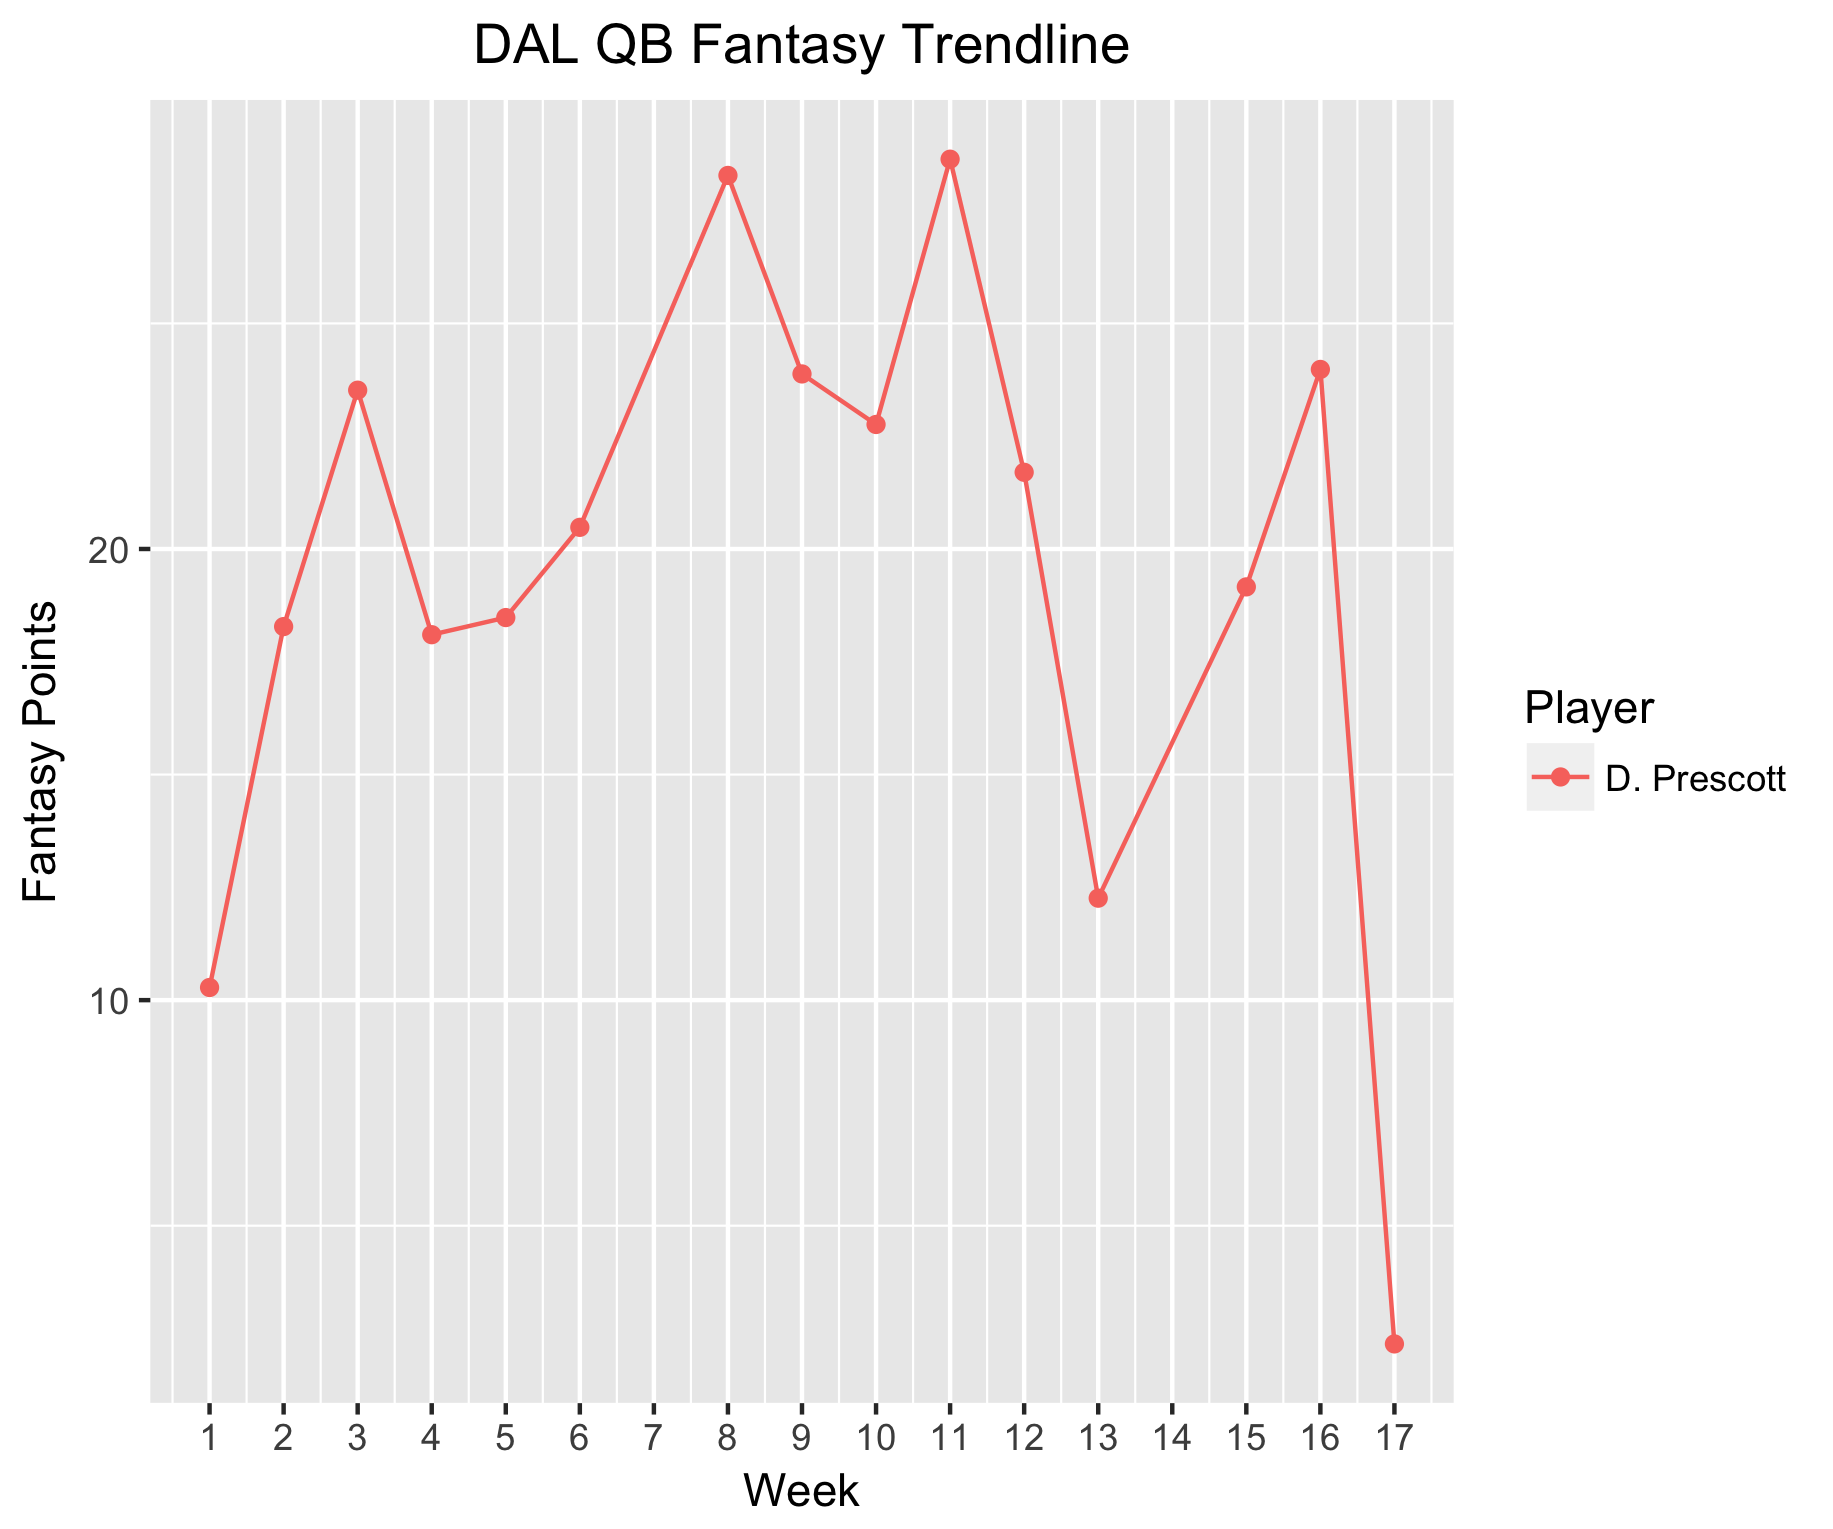 DAL QB Fantasy Trendline
Fantasy Points
20
10
1 2 3 4 5 6 7 8 9 10 11 12 13 14 15 16 17
Week
Player
D. Prescott